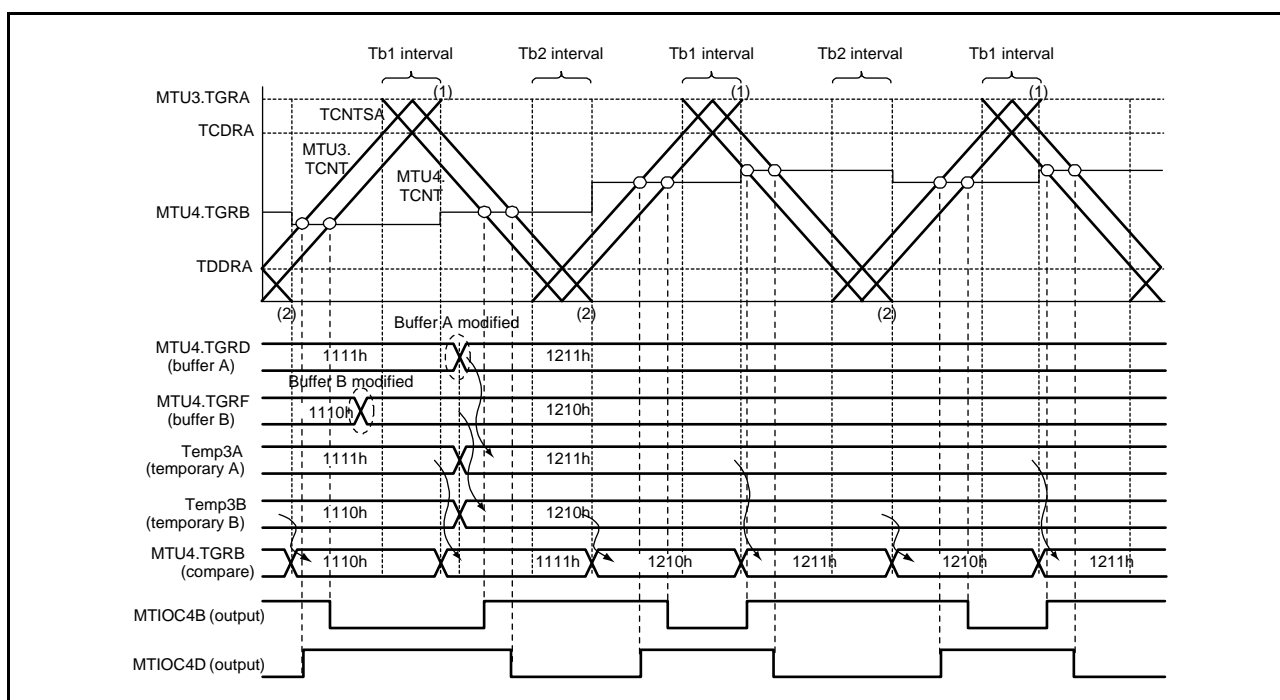 Tb1 interval Tb2 interval Tb1 interval Tb2 interval Tb1 interval
MTU3.TGRA
(1) (1) (1)
TCNTSA
TCDRA
MTU3.
TCNT
MTU4.
TCNT
MTU4.TGRB
TDDRA
(2) (2) (2)
Buffer A modified
MTU4.TGRD
(buffer A)
1111h 1211h
Buffer B modified
MTU4.TGRF
(buffer B)
1110h 1210h
Temp3A
(temporary A)
1111h 1211h
Temp3B
(temporary B)
1110h 1210h
MTU4.TGRB
(compare)
1110h 1111h 1210h 1211h 1210h 1211h
MTIOC4B (output)
MTIOC4D (output)